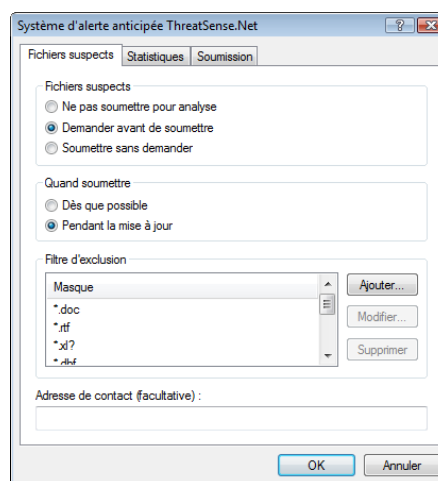 Système d'alerte anticipée ThreatSense.Net
Fichiers suspects Statistiques Soumission
Fichiers suspects
Ne pas soumettre pour analyse
Demander avant de soumettre
Soumettre sans demander
Quand soumettre
Dès que possible
Pendant la mise à jour
Filtre d'exclusion
Masque
*.doc
*.rtf
*.xl?
*.dbf
Ajouter...
Modifier...
Supprimer
Adresse de contact (facultative) :
OK Annuler